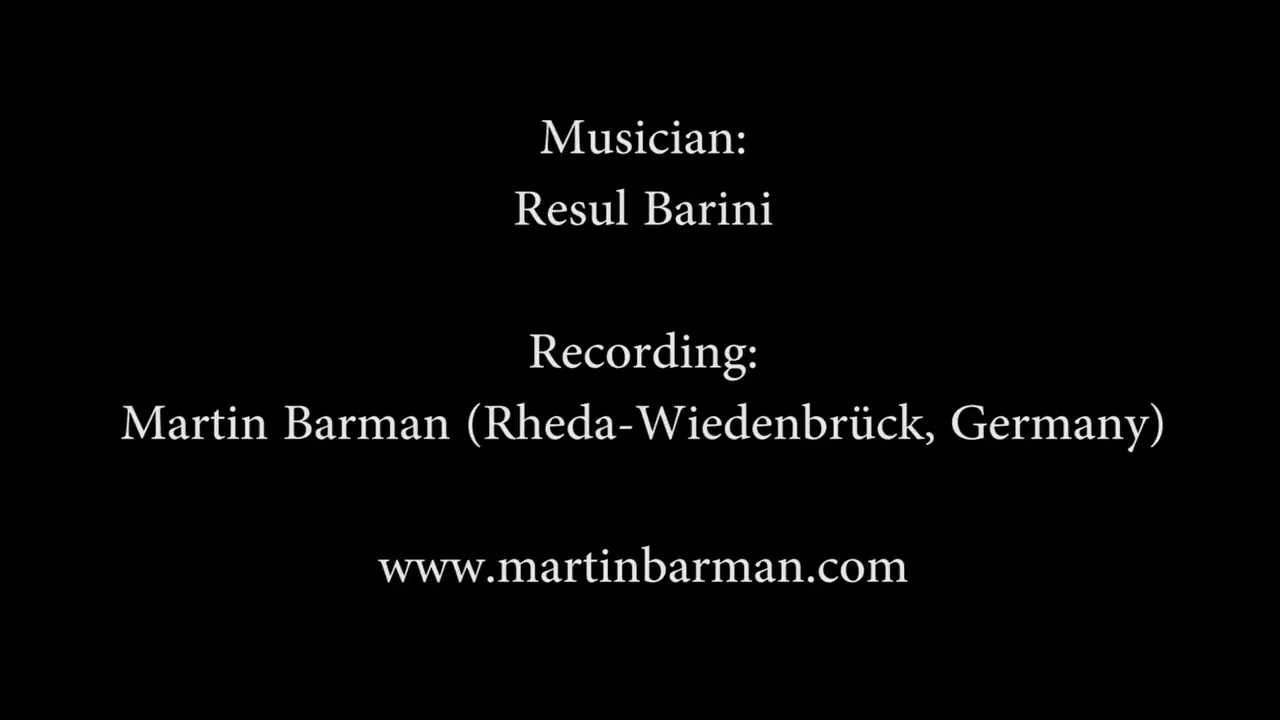 Musician:
Resul Barini
Recording:
Martin Barman (Rheda-Wiedenbrück, Germany)
www.martinbarman.com